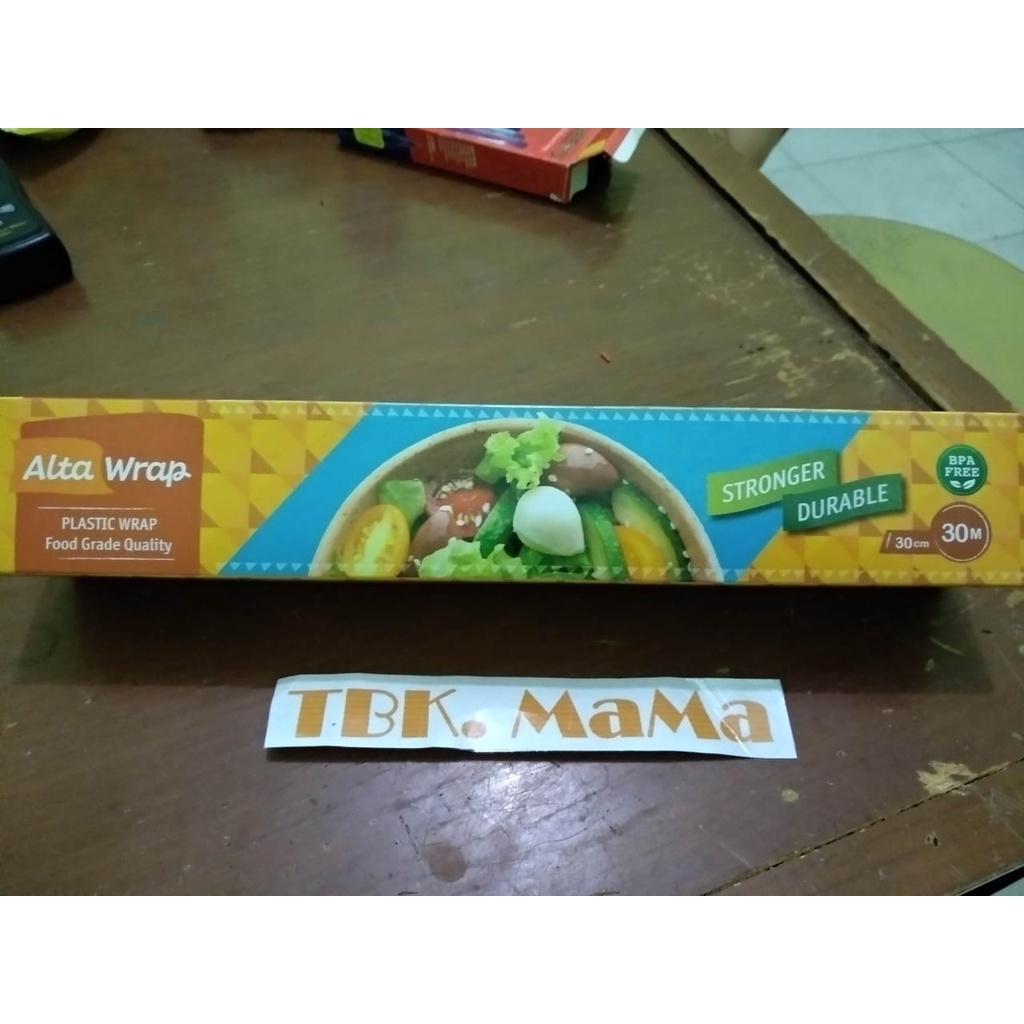 Alta Wrap
PLASTIC WRAP
Food Grade Quality
STRONGER
DURABLE
BPA
FREE
30cm
30M
TBK. MaMa